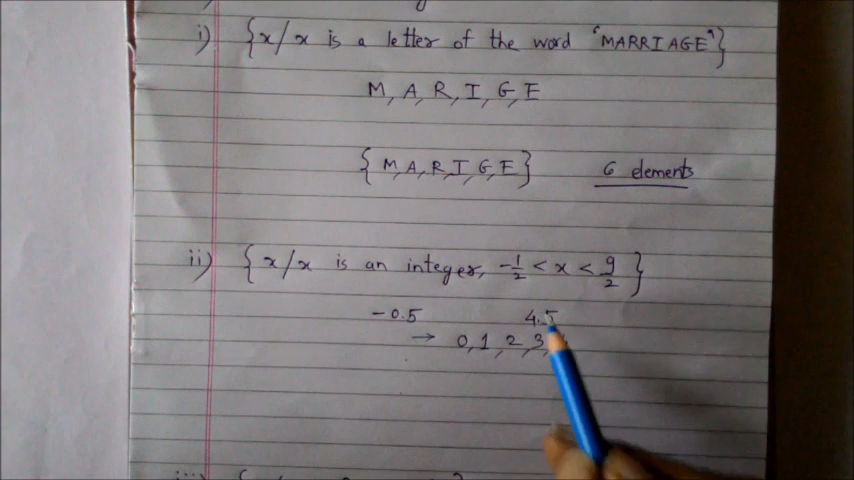 i) {x/x is a letter of the word "MARRIAGE"}
M, A, R, I, G, E
{M, A, R, I, G, E} 6 elements
ii) {x/x is an integer, -1/2 < x < 9/2}
-0.5 4.5
→ 0, 1, 2, 3,